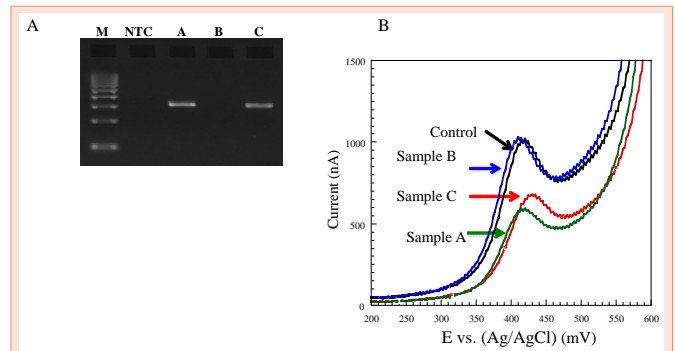 A
B
M NTC A B C
1500
1000
500
0
Current (nA)
Control
Sample B
Sample C
Sample A
200 250 300 350 400 450 500 550 600
E vs. (Ag/AgCl) (mV)